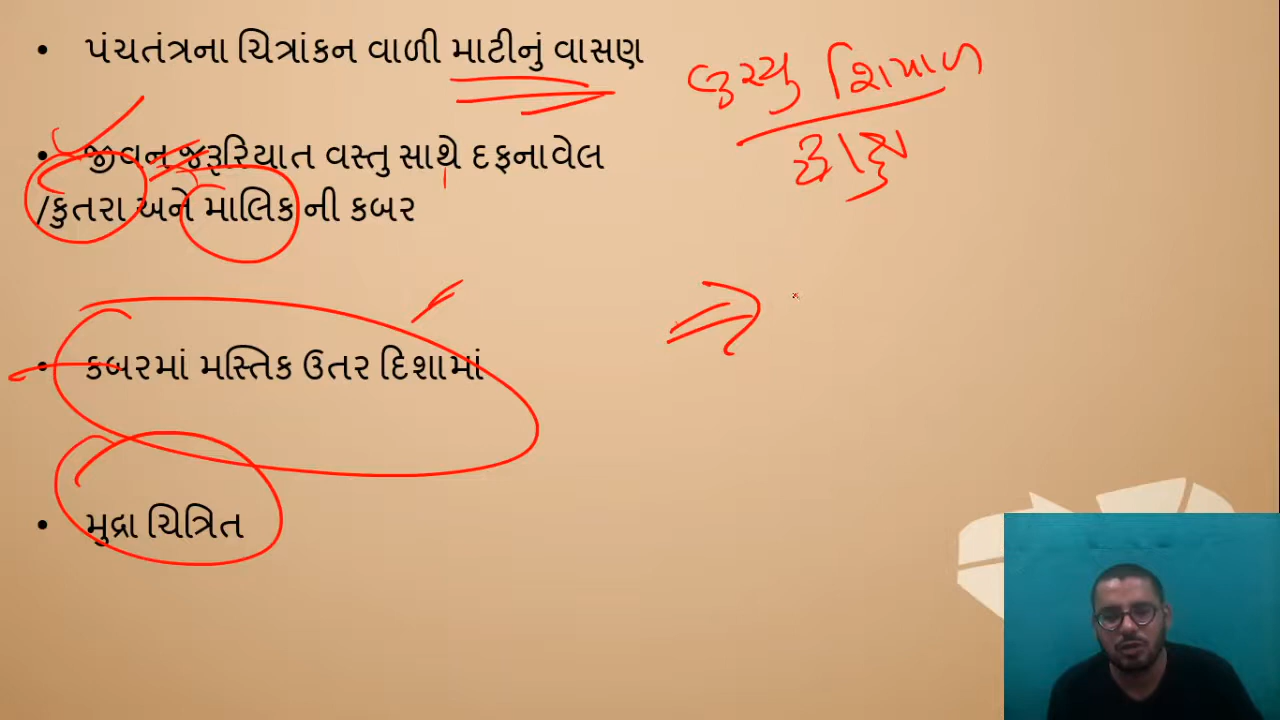 • પંચતંત્રના ચિત્રાંકન વાળી માટીનું વાસણ
શિયાળ
• જીવન જરૂરિયાત વસ્તુ સાથે દફનાવેલ
/કુતરા અને માલિક ની કબર
• કબરમાં મસ્તિક ઉતર દિશામાં
• મુદ્રા ચિત્રિત